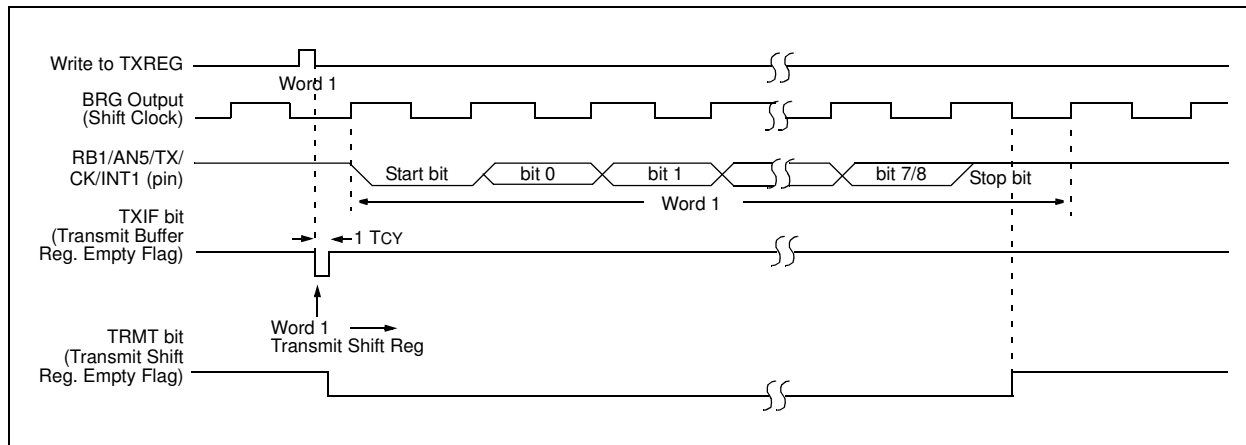 Write to TXREG
Word 1
BRG Output
(Shift Clock)
RB1/AN5/TX/
CK/INT1 (pin)
Start bit
bit 0
bit 1
bit 7/8
Stop bit
Word 1
TXIF bit
(Transmit Buffer
Reg. Empty Flag)
1 TCY
Word 1
Transmit Shift Reg
TRMT bit
(Transmit Shift
Reg. Empty Flag)